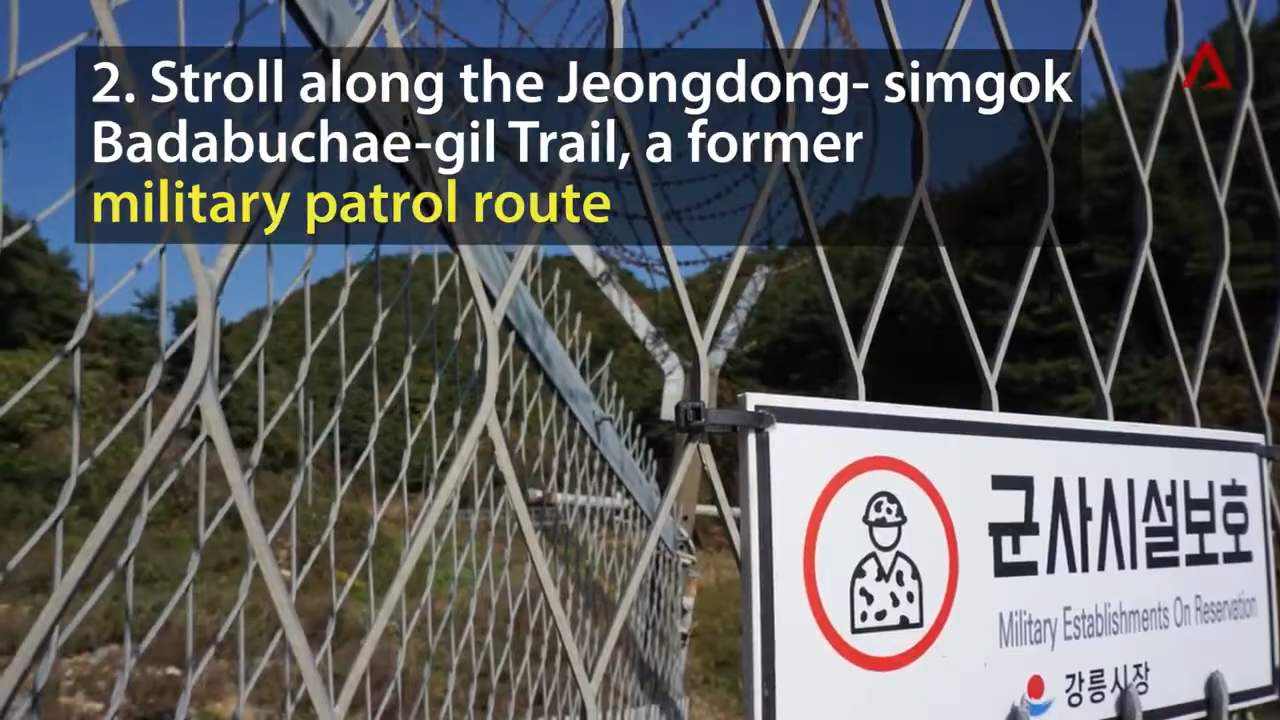 2. Stroll along the Jeongdong- simgok
Badabuchae-gil Trail, a former
military patrol route
군사시설보호
Military Establishments On Reservation
강릉시장